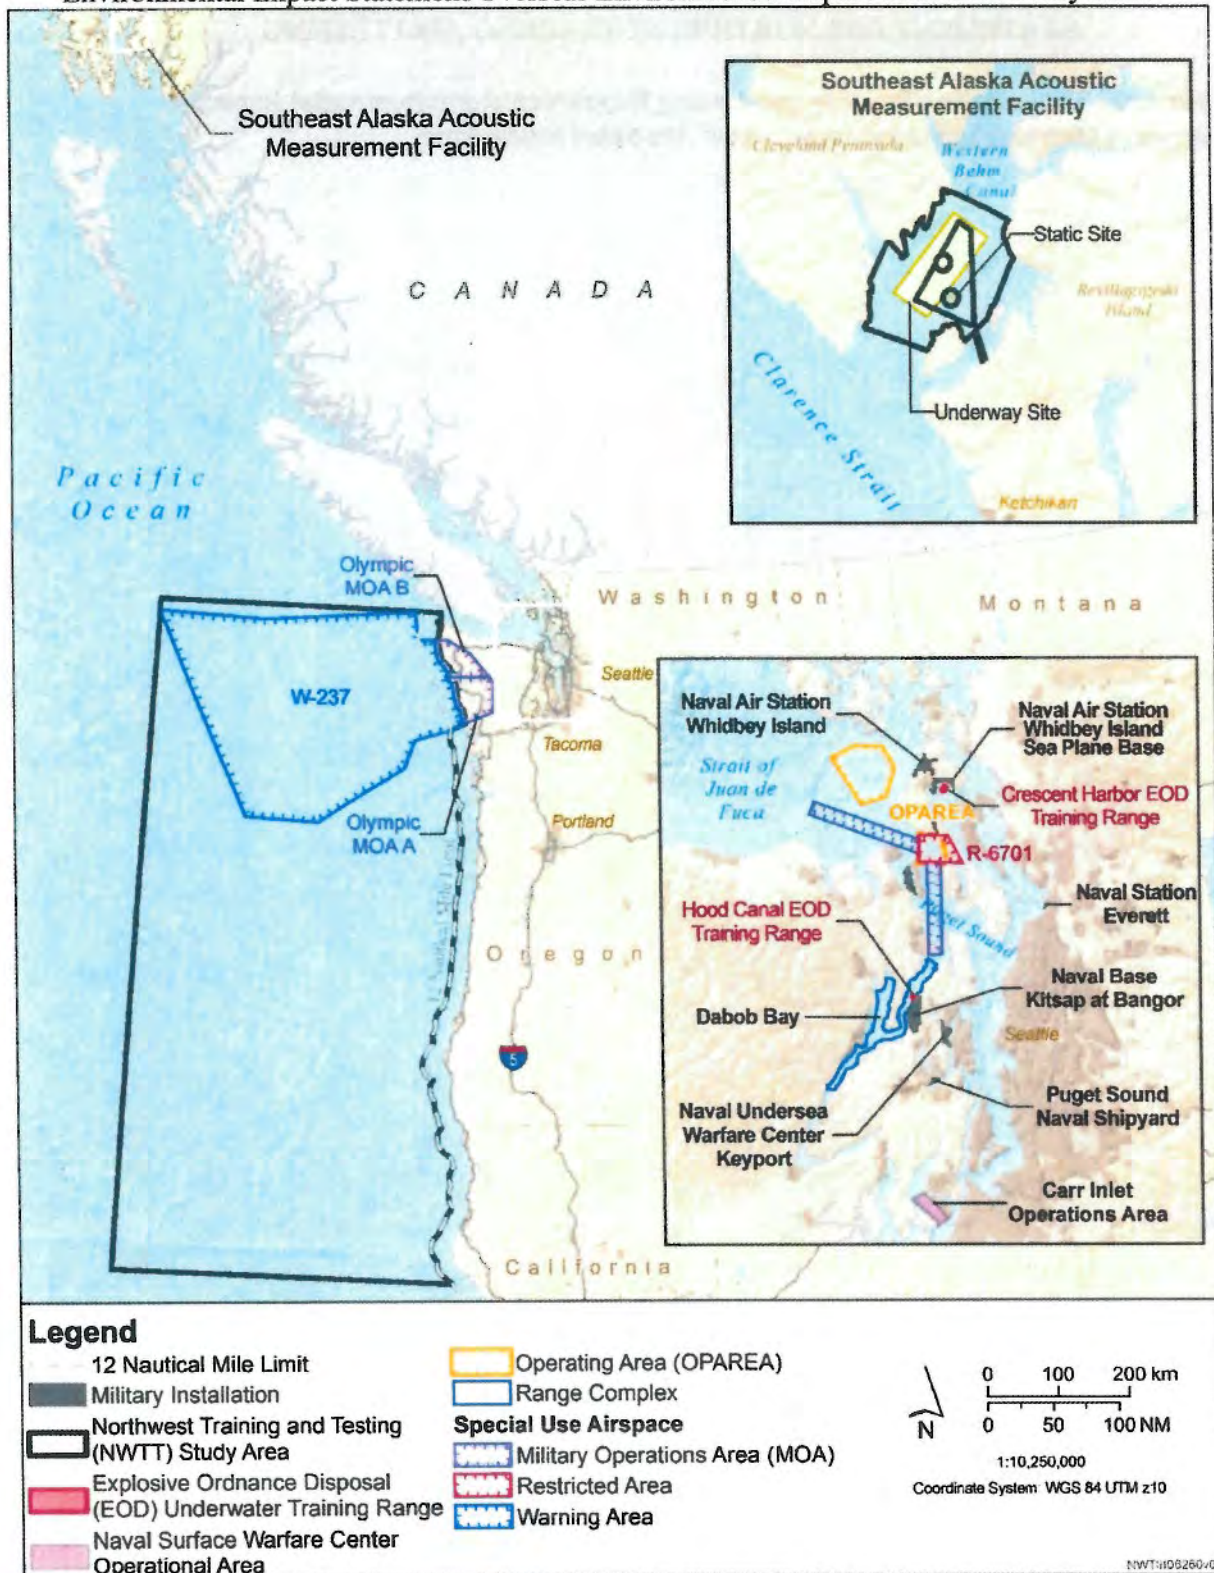 Southeast Alaska Acoustic
Measurement Facility
CANADA
Pacific
Ocean
Olympic
MOA B
W-237
Olympic
MOA A
Washington
Montana
Seattle
Tacoma
Portland
Oregon
5
California
Southeast Alaska Acoustic
Measurement Facility
Cleveland Peninsula
Western
Behm
Canal
Static Site
Revillagigedo
Island
Underway Site
Clarence Strait
Ketchikan
Naval Air Station
Whidbey Island
Naval Air Station
Whidbey Island
Sea Plane Base
Strait of
Juan de
Fuca
OPAREA
Crescent Harbor EOD
Training Range
R-6701
Hood Canal EOD
Training Range
Puget Sound
Naval Station
Everett
Dabob Bay
Naval Base
Kitsap at Bangor
Seattle
Naval Undersea
Warfare Center
Keyport
Puget Sound
Naval Shipyard
Carr Inlet
Operations Area
Legend
12 Nautical Mile Limit
Military Installation
Northwest Training and Testing
(NWTT) Study Area
Explosive Ordnance Disposal
(EOD) Underwater Training Range
Naval Surface Warfare Center
Operational Area
Operating Area (OPAREA)
Range Complex
Special Use Airspace
Military Operations Area (MOA)
Restricted Area
Warning Area
N
0 100 200 km
0 50 100 NM
1:10,250,000
Coordinate System: WGS 84 UTM z10